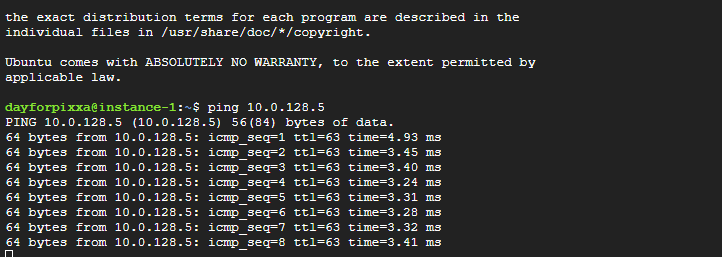 the exact distribution terms for each program are described in the
individual files in /usr/share/doc/*/copyright.
Ubuntu comes with ABSOLUTELY NO WARRANTY, to the extent permitted by
applicable law.
dayforpixxa@instance-1:~$ ping 10.0.128.5
PING 10.0.128.5 (10.0.128.5) 56(84) bytes of data.
64 bytes from 10.0.128.5: icmp_seq=1 ttl=63 time=4.93 ms
64 bytes from 10.0.128.5: icmp_seq=2 ttl=63 time=3.45 ms
64 bytes from 10.0.128.5: icmp_seq=3 ttl=63 time=3.40 ms
64 bytes from 10.0.128.5: icmp_seq=4 ttl=63 time=3.24 ms
64 bytes from 10.0.128.5: icmp_seq=5 ttl=63 time=3.31 ms
64 bytes from 10.0.128.5: icmp_seq=6 ttl=63 time=3.28 ms
64 bytes from 10.0.128.5: icmp_seq=7 ttl=63 time=3.32 ms
64 bytes from 10.0.128.5: icmp_seq=8 ttl=63 time=3.41 ms